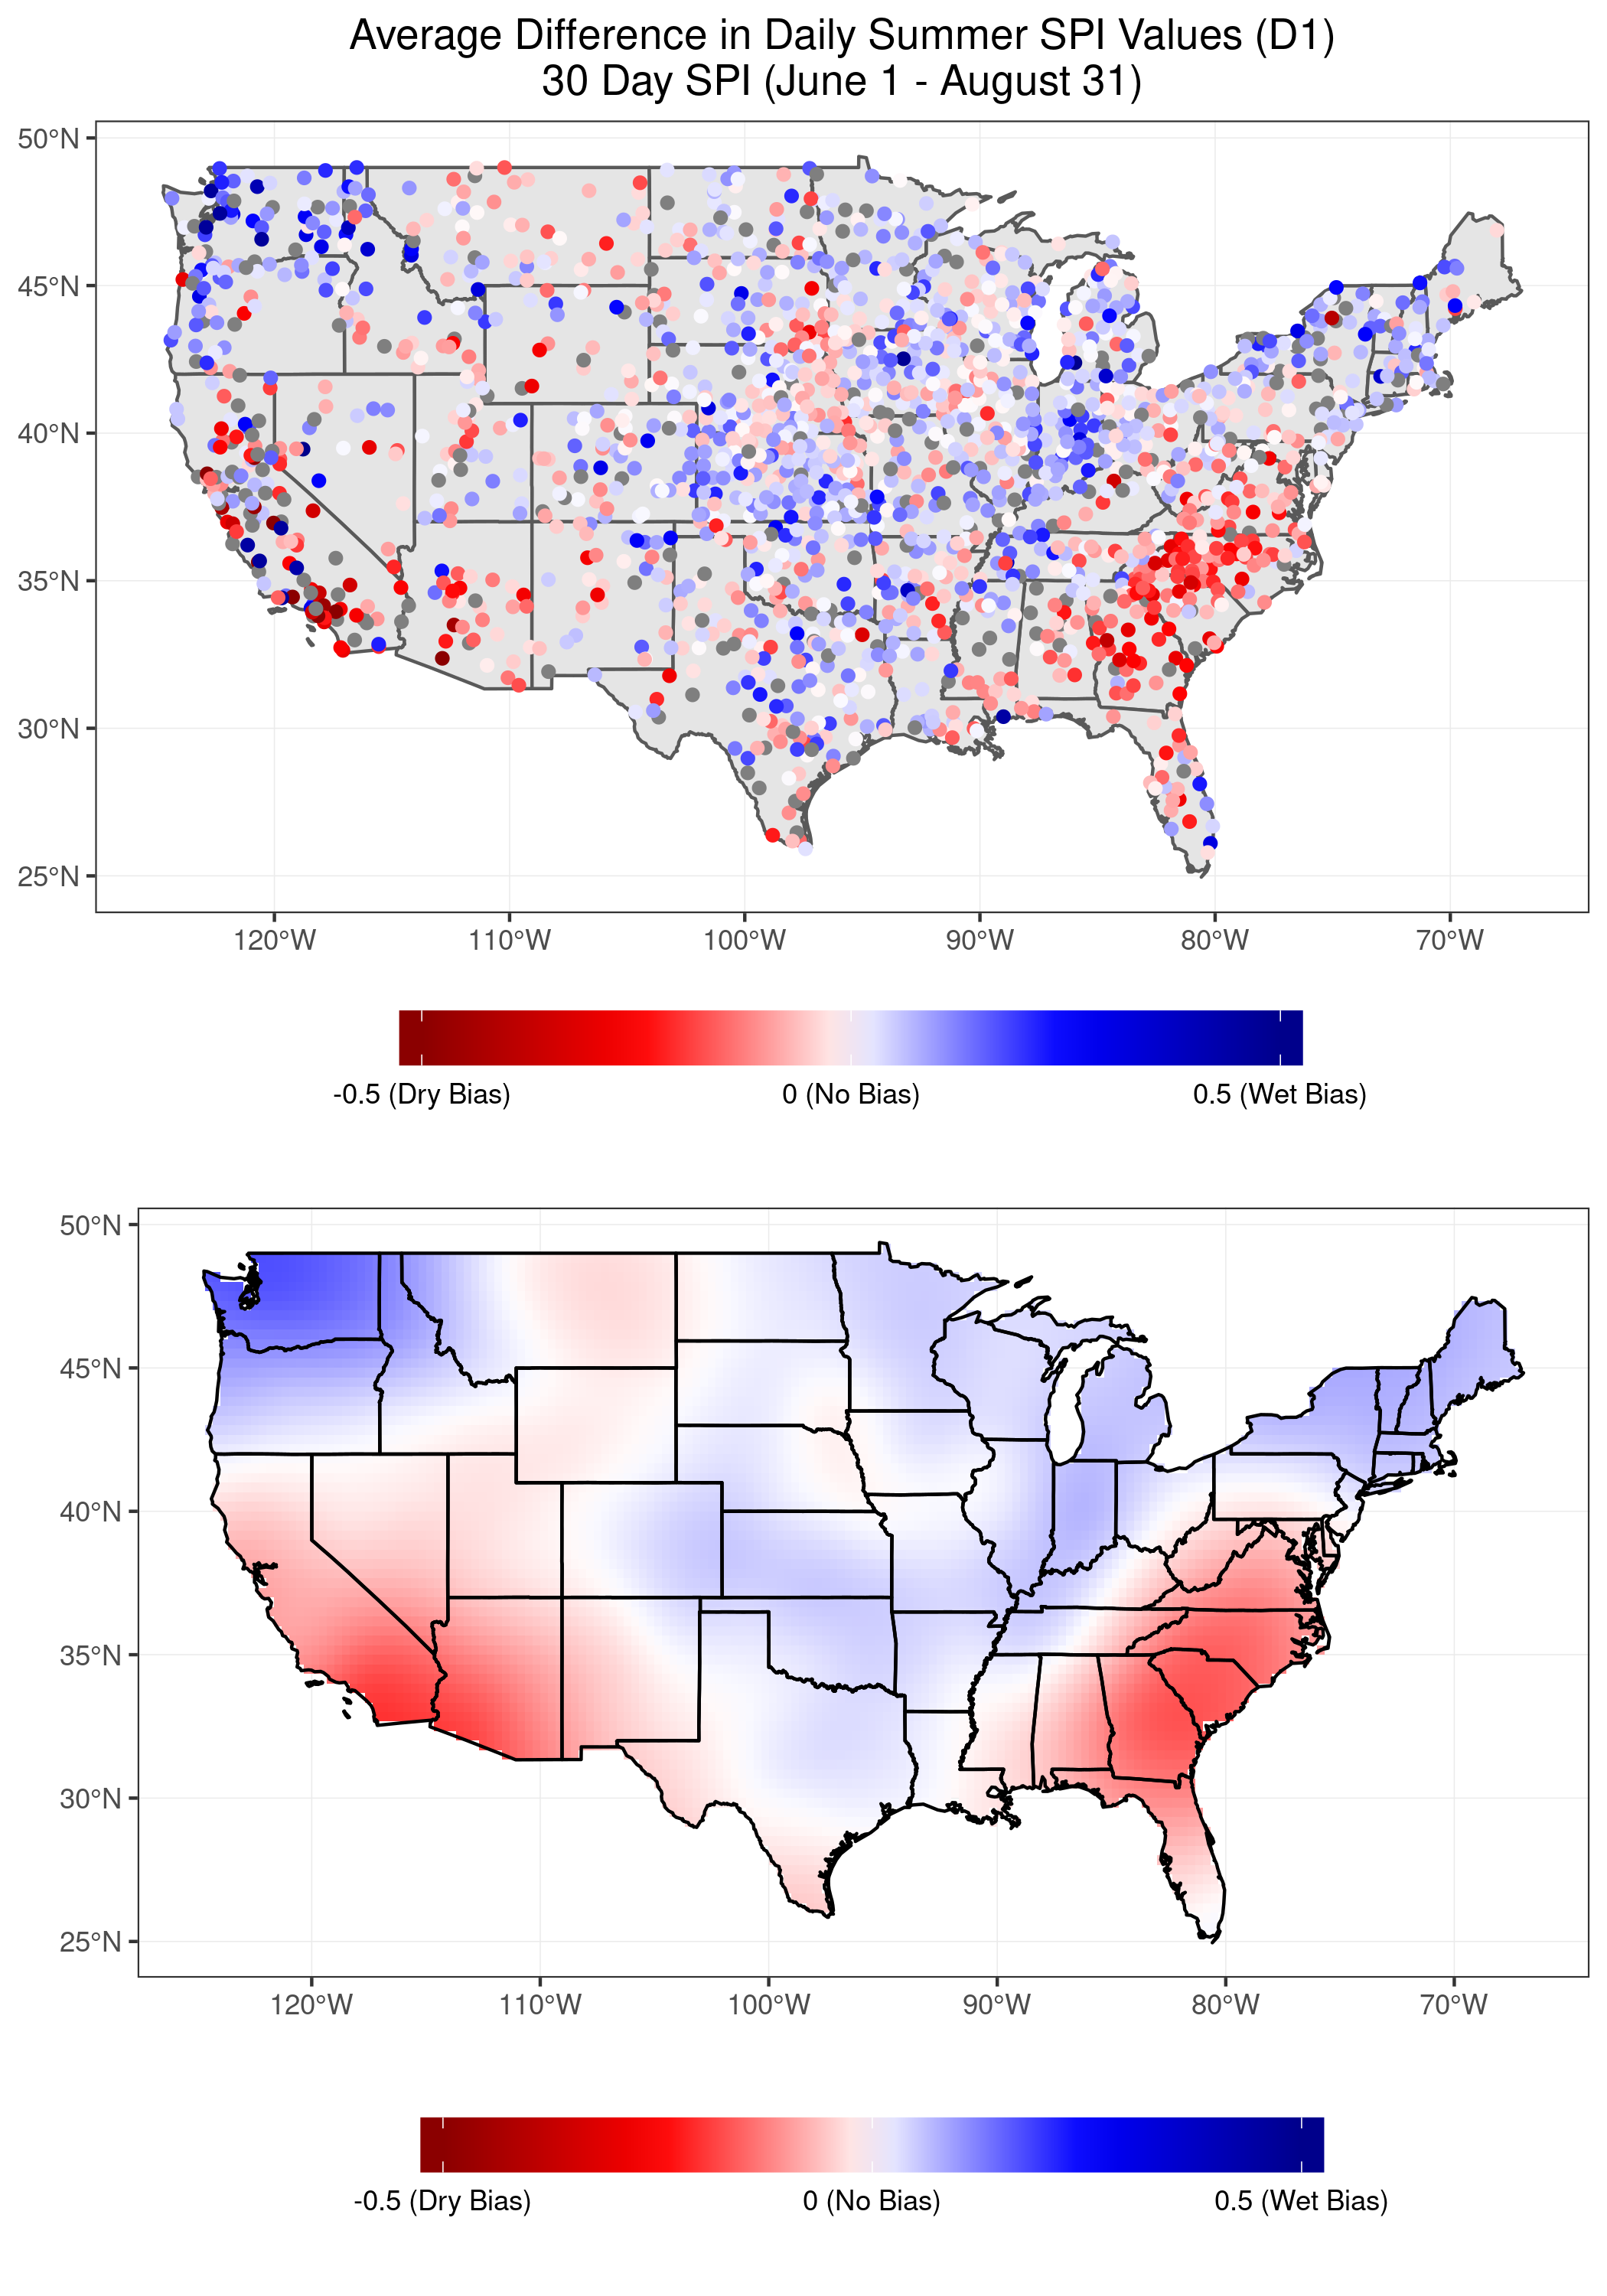 Average Difference in Daily Summer SPI Values (D1)
30 Day SPI (June 1 - August 31)
50°N
45°N
40°N
35°N
30°N
25°N
120°W 110°W 100°W 90°W 80°W 70°W
-0.5 (Dry Bias) 0 (No Bias) 0.5 (Wet Bias)
50°N
45°N
40°N
35°N
30°N
25°N
120°W 110°W 100°W 90°W 80°W 70°W
-0.5 (Dry Bias) 0 (No Bias) 0.5 (Wet Bias)